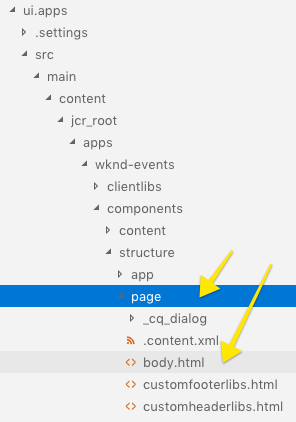 ui.apps
.settings
src
main
content
jcr_root
apps
wknd-events
clientlibs
components
content
structure
app
page
_cq_dialog
.content.xml
body.html
customfooterlibs.html
customheaderlibs.html